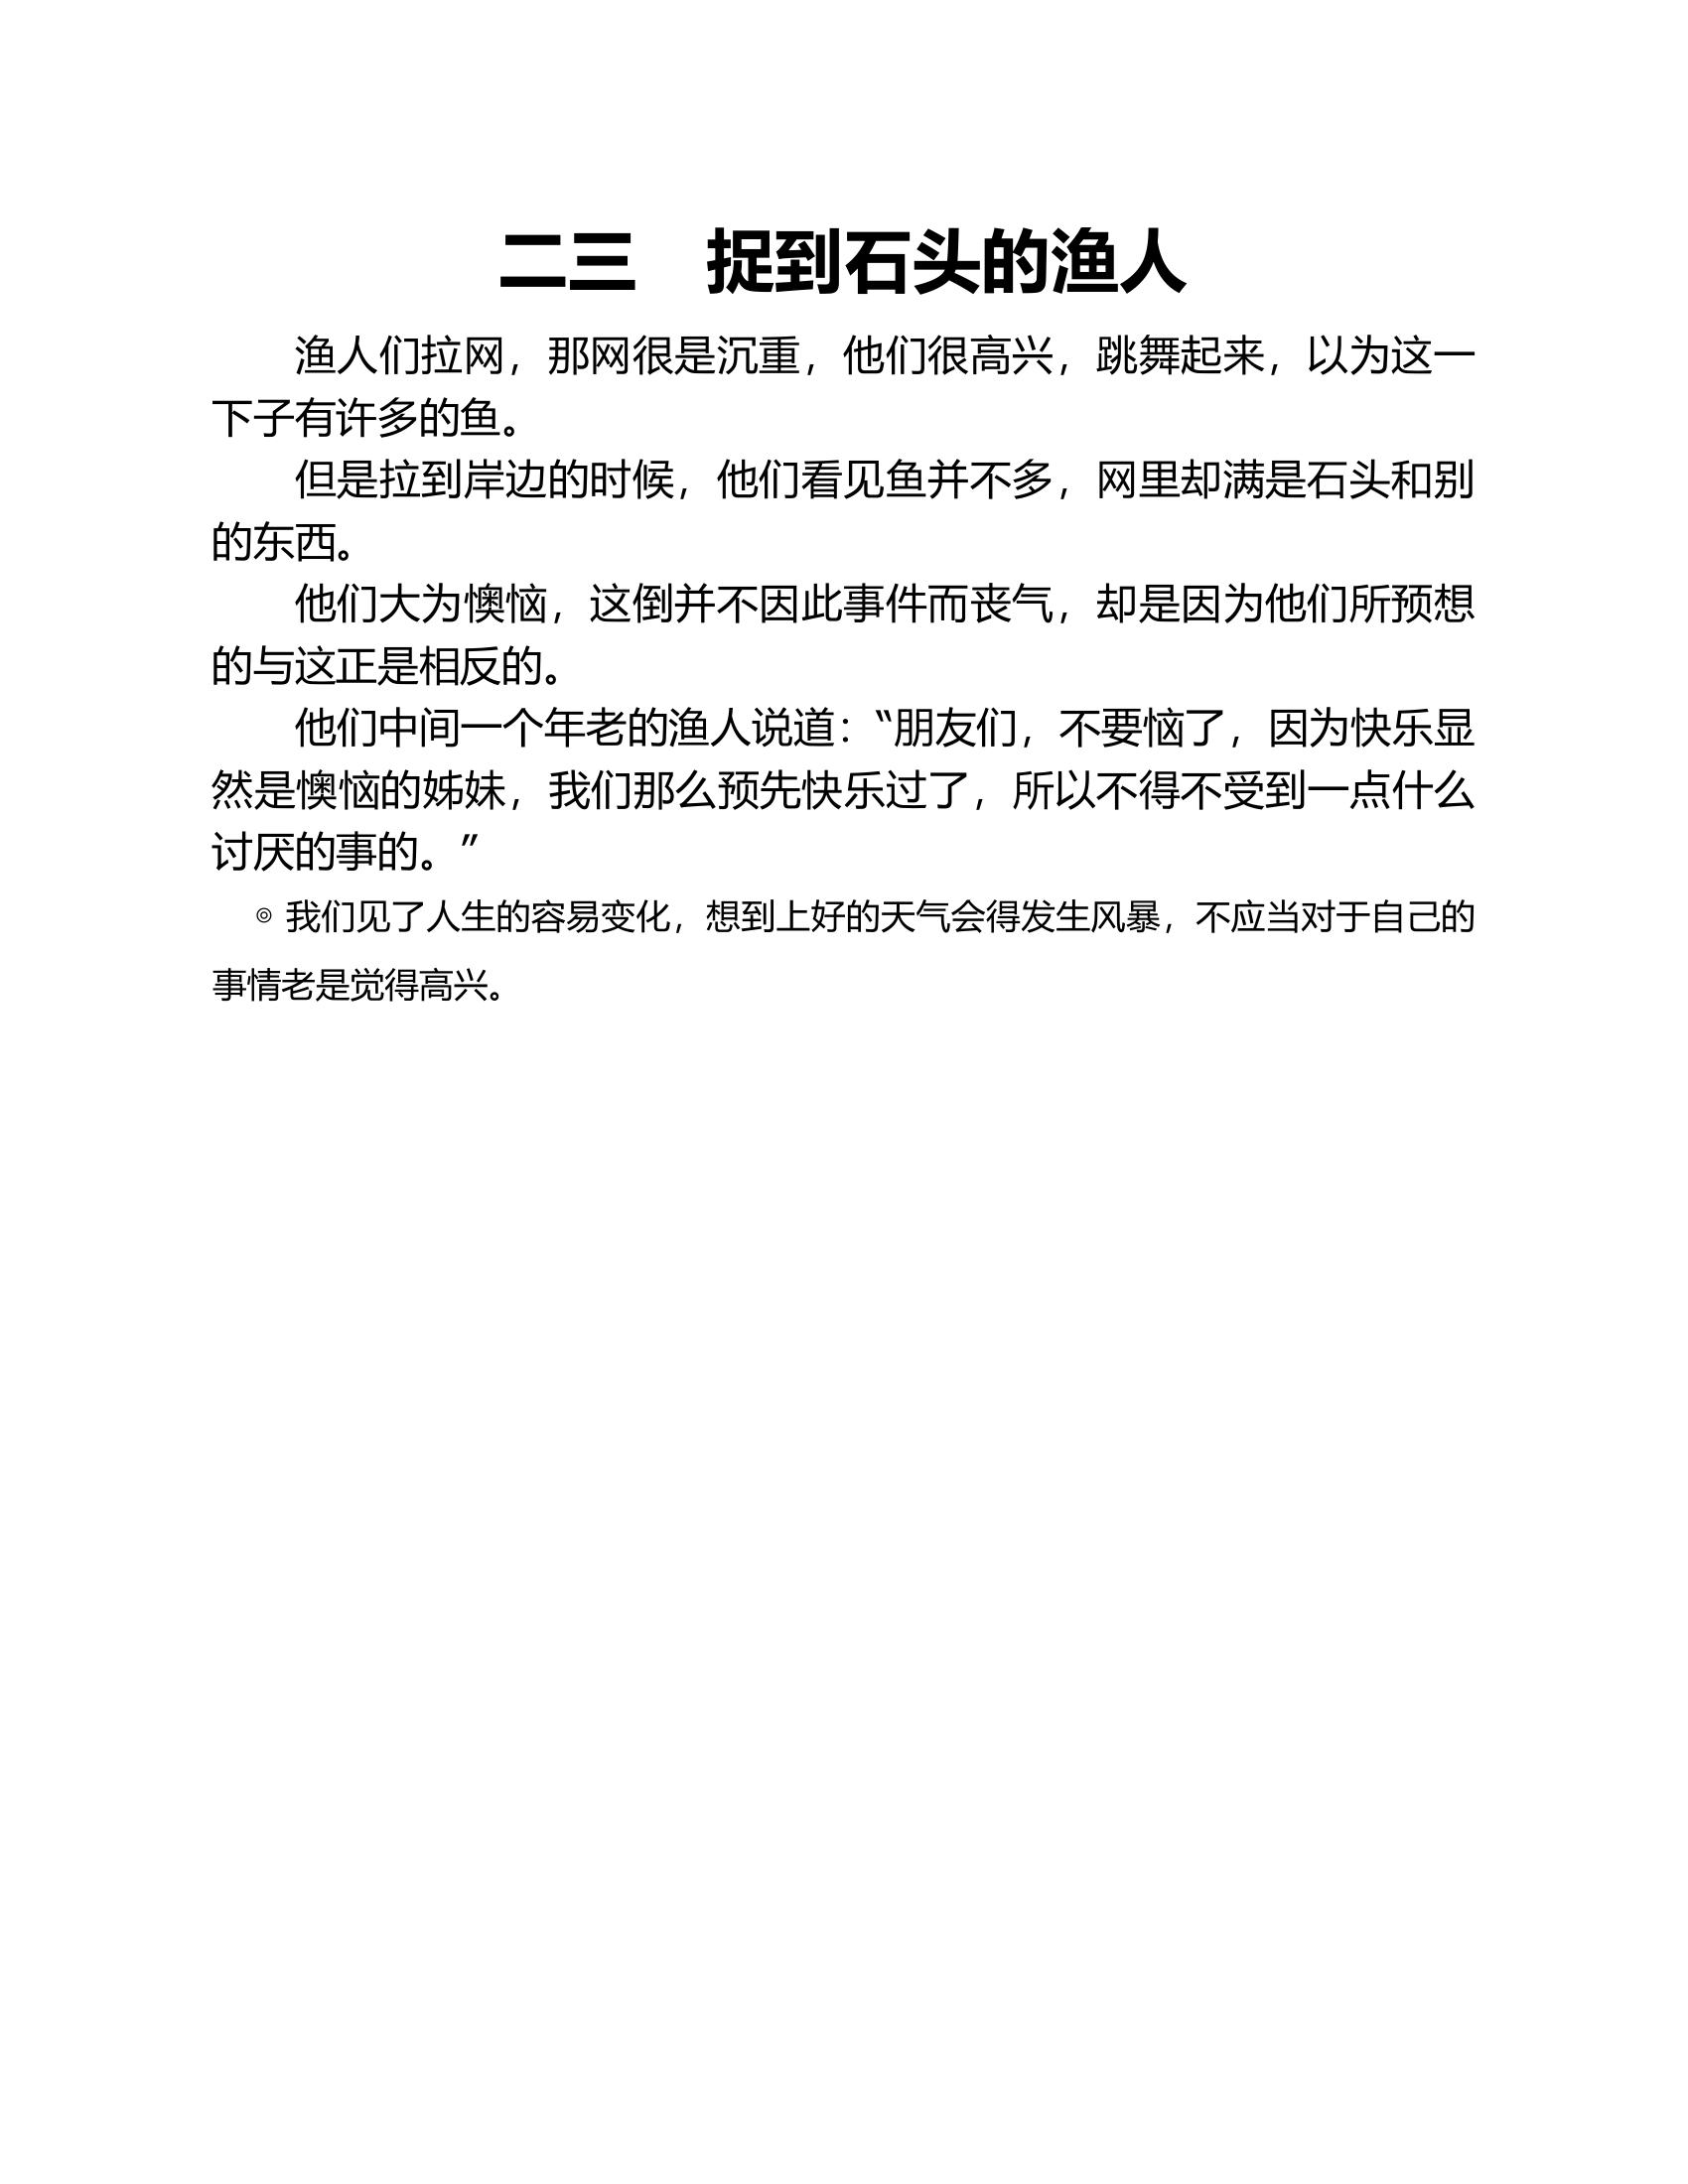 二三　捉到石头的渔人
渔人们拉网，那网很是沉重，他们很高兴，跳舞起来，以为这一
下子有许多的鱼。
但是拉到岸边的时候，他们看见鱼并不多，网里却满是石头和别
的东西。
他们大为懊恼，这倒并不因此事件而丧气，却是因为他们所预想
的与这正是相反的。
他们中间一个年老的渔人说道：“朋友们，不要恼了，因为快乐显
然是懊恼的姊妹，我们那么预先快乐过了，所以不得不受到一点什么
讨厌的事的。”
◎ 我们见了人生的容易变化，想到上好的天气会得发生风暴，不应当对于自己的
事情老是觉得高兴。